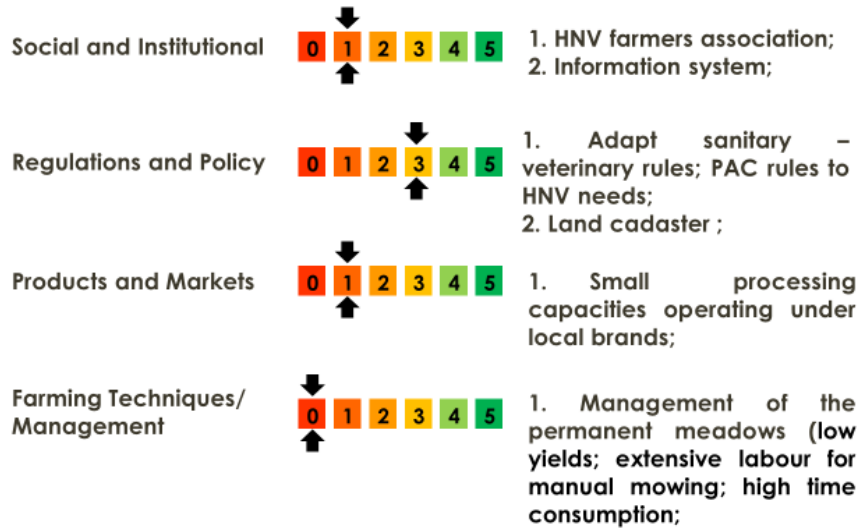 Social and Institutional
0 1 2 3 4 5
1. HNV farmers association;
2. Information system;
Regulations and Policy
0 1 2 3 4 5
1. Adapt sanitary –
veterinary rules; PAC rules to
HNV needs;
2. Land cadaster ;
Products and Markets
0 1 2 3 4 5
1. Small processing
capacities operating under
local brands;
Farming Techniques/
Management
0 1 2 3 4 5
1. Management of the
permanent meadows (low
yields; extensive labour for
manual mowing; high time
consumption;